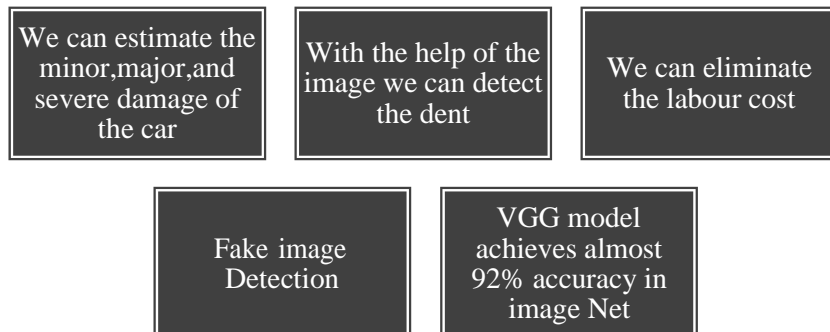 We can estimate the
minor,major,and
severe damage of
the car
With the help of the
image we can detect
the dent
We can eliminate
the labour cost
Fake image
Detection
VGG model
achieves almost
92% accuracy in
image Net